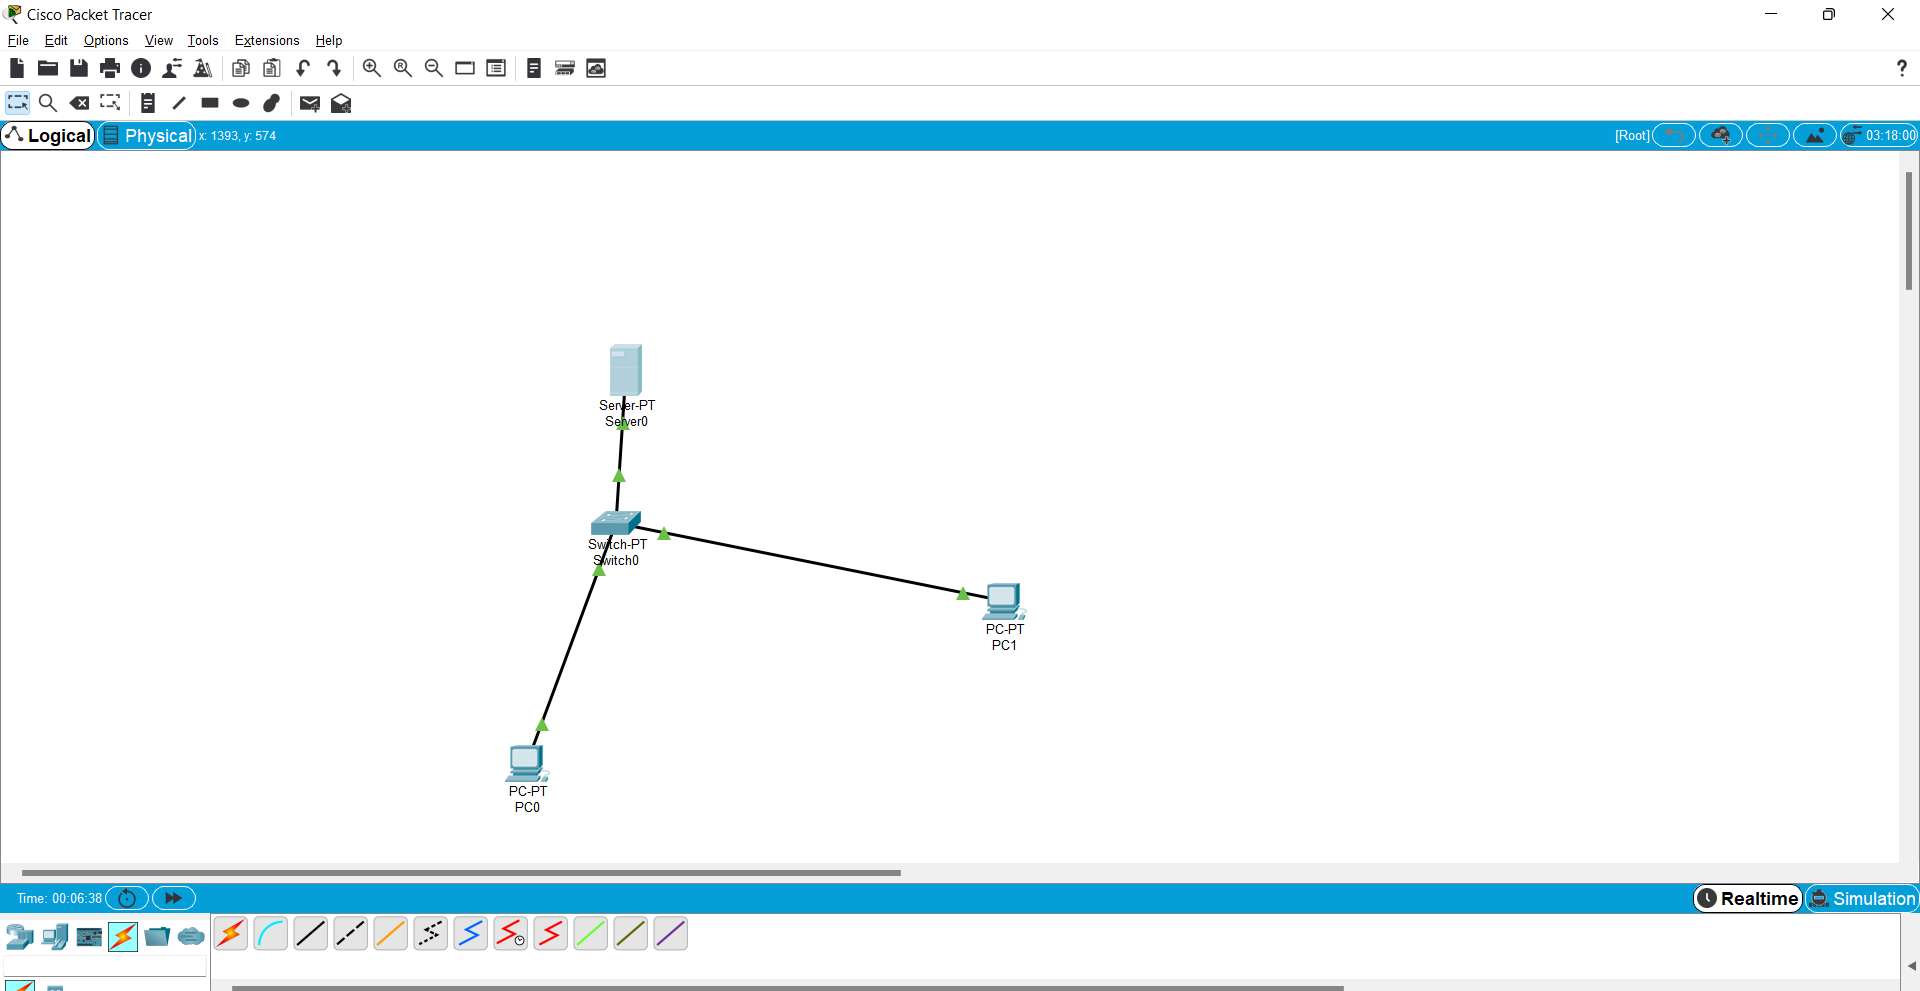 Cisco Packet Tracer
File Edit Options View Tools Extensions Help
Logical Physical x: 1393, y: 574 [Root] 03:18:00
Server-PT
Server0
Switch-PT
Switch0
PC-PT
PC1
PC-PT
PC0
Time: 00:06:38 Realtime Simulation